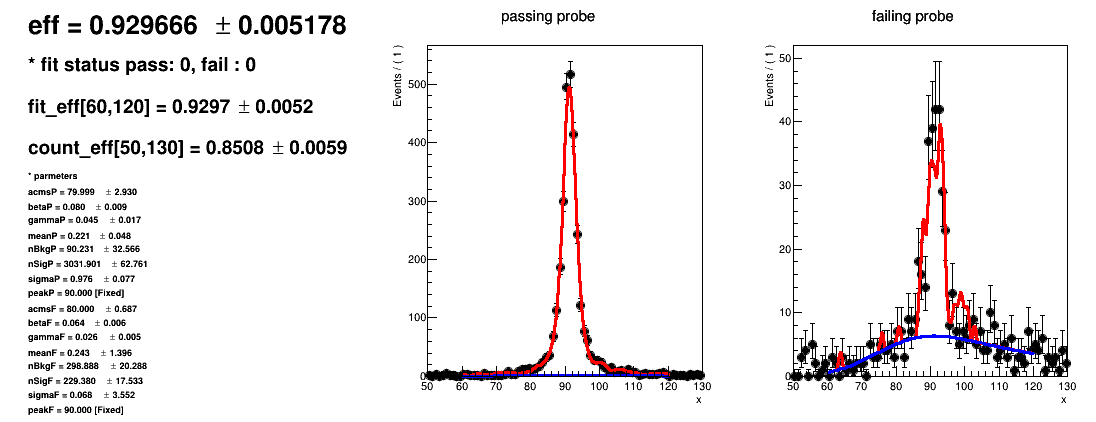 eff = 0.929666 ± 0.005178
* fit status pass: 0, fail : 0
fit_eff[60,120] = 0.9297 ± 0.0052
count_eff[50,130] = 0.8508 ± 0.0059
* parmeters
acmsP = 79.999 ± 2.930
betaP = 0.080 ± 0.009
gammaP = 0.045 ± 0.017
meanP = 0.221 ± 0.048
nBkgP = 90.231 ± 32.566
nSigP = 3031.901 ± 62.761
sigmaP = 0.976 ± 0.077
peakP = 90.000 [Fixed]
acmsF = 80.000 ± 0.687
betaF = 0.064 ± 0.006
gammaF = 0.026 ± 0.005
meanF = 0.243 ± 1.396
nBkgF = 298.888 ± 20.288
nSigF = 229.380 ± 17.533
sigmaF = 0.068 ± 3.552
peakF = 90.000 [Fixed]
passing probe
Events / ( 1 )
500
400
300
200
100
0
50 60 70 80 90 100 110 120 130
x
failing probe
Events / ( 1 )
50
40
30
20
10
0
50 60 70 80 90 100 110 120 130
x